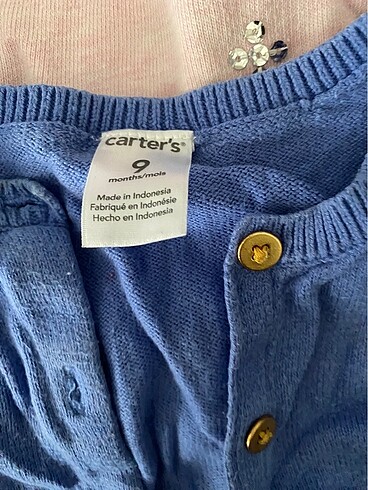 carter's®
9
months/mois
Made in Indonesia
Fabriqué en Indonésie
Hecho en Indonesia